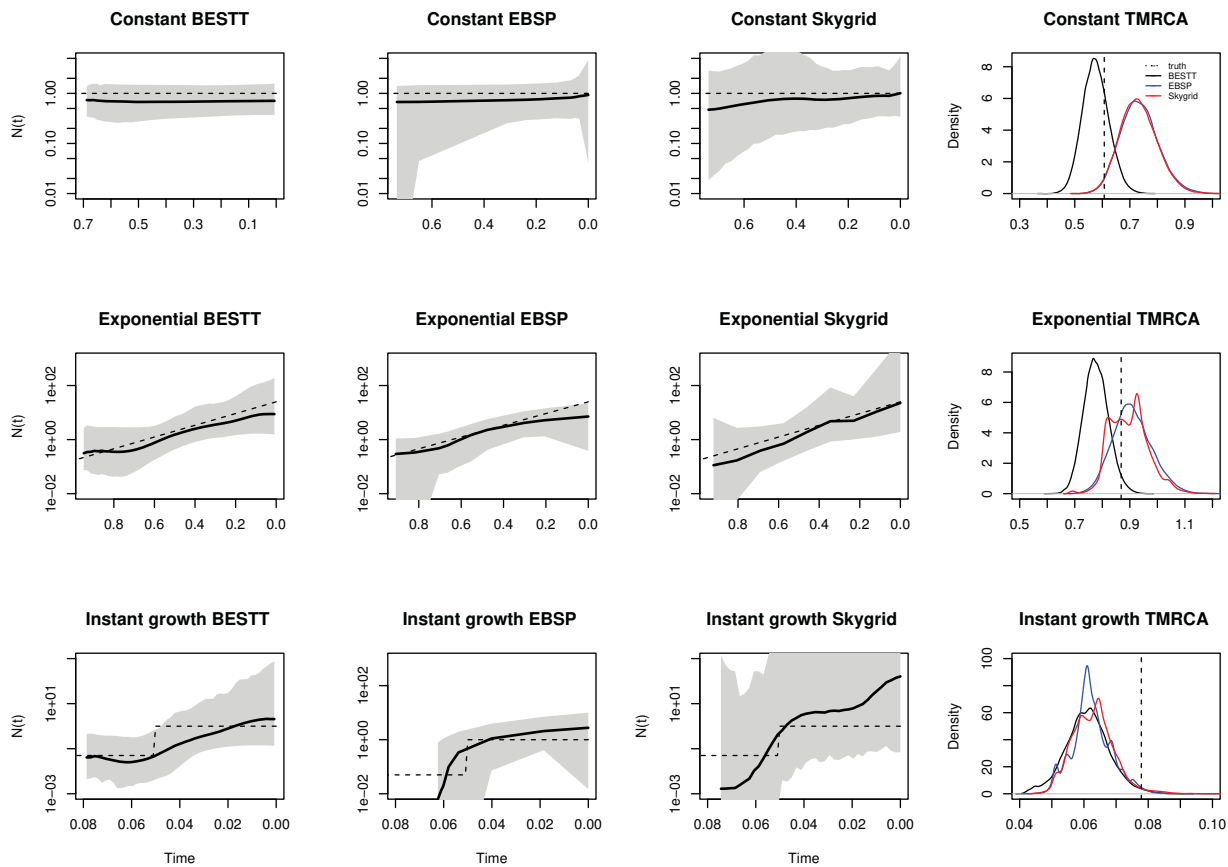 Constant BESTT
Constant EBSP
Constant Skygrid
Constant TMRCA
N(t)
1.00
0.10
0.01
0.7 0.5 0.3 0.1
1.00
0.10
0.01
0.6 0.4 0.2 0.0
1.00
0.10
0.01
0.6 0.4 0.2 0.0
Density
8
6
4
2
0
truth
BESTT
EBSP
Skygrid
0.3 0.5 0.7 0.9
Exponential BESTT
Exponential EBSP
Exponential Skygrid
Exponential TMRCA
N(t)
1e+02
1e+00
1e−02
0.8 0.6 0.4 0.2 0.0
1e+02
1e+00
1e−02
0.8 0.6 0.4 0.2 0.0
1e+02
1e+00
1e−02
0.8 0.6 0.4 0.2 0.0
Density
8
6
4
2
0
0.5 0.7 0.9 1.1
Instant growth BESTT
Instant growth EBSP
Instant growth Skygrid
Instant growth TMRCA
N(t)
1e+01
1e−03
0.08 0.06 0.04 0.02 0.00
Time
1e+02
1e+00
1e−02
0.08 0.06 0.04 0.02 0.00
Time
N(t)
1e+01
1e−03
0.08 0.06 0.04 0.02 0.00
Time
Density
100
60
40
20
0
0.04 0.06 0.08 0.10